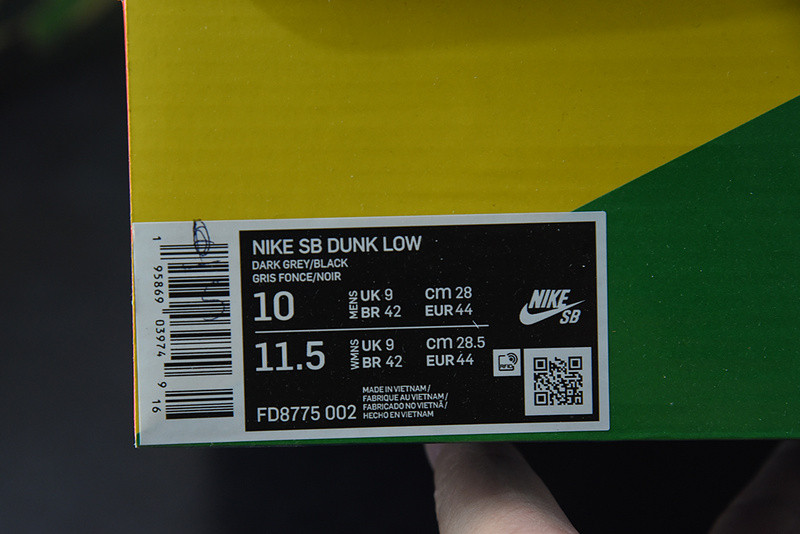 NIKE SB DUNK LOW
DARK GREY/BLACK
GRIS FONCE/NOIR
10 MENS UK 9 cm 28
BR 42 EUR 44
11.5 WMNS UK 9 cm 28.5
BR 42 EUR 44
FD8775 002
MADE IN VIETNAM /
FABRIQUE AU VIETNAM /
FABRICADO NO VIETNÃ /
HECHO EN VIETNAM
NIKE
SB
1 95869 03974 9 16